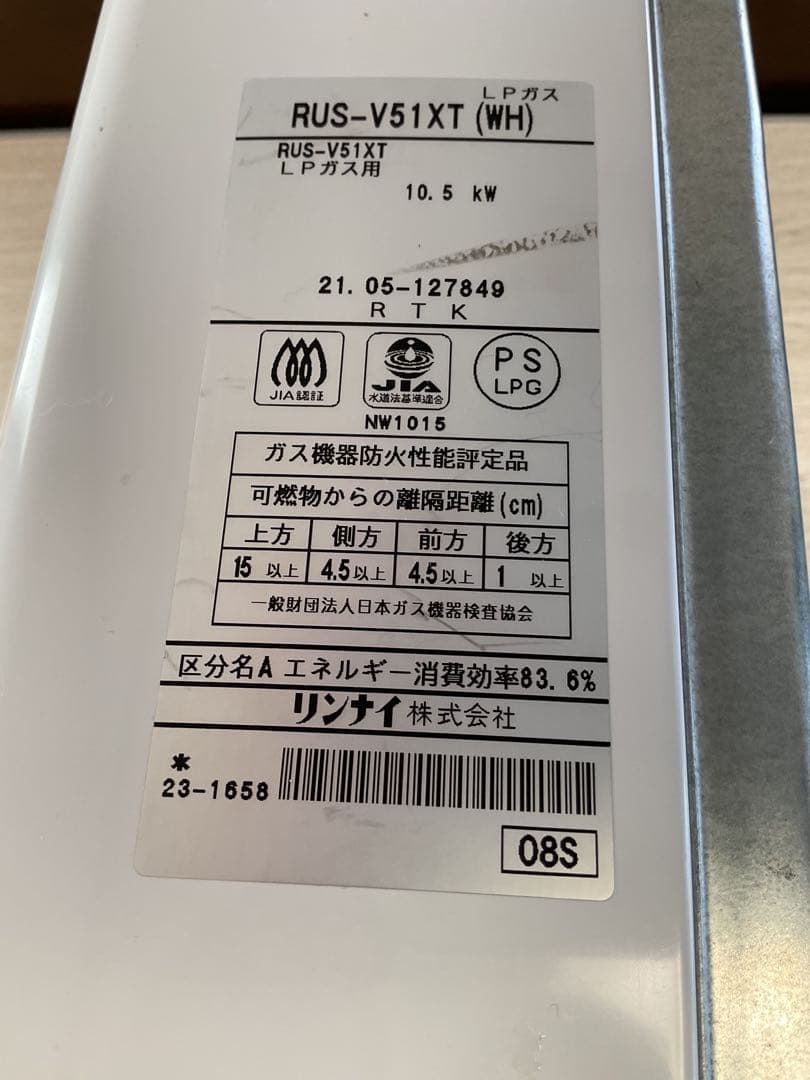 LPガス
RUS-V51XT (WH)
RUS-V51XT
LPガス用
10.5 kW
21.05-127849
RTK
JIA認証
JIA
水道法基準適合
PS
LPG
NW1015
ガス機器防火性能評定品
可燃物からの離隔距離(cm)
上方 側方 前方 後方
15 以上 4.5以上 4.5以上 1 以上
一般財団法人日本ガス機器検査協会
区分名A エネルギー消費効率83.6%
リンナイ株式会社
*
23-1658
08S